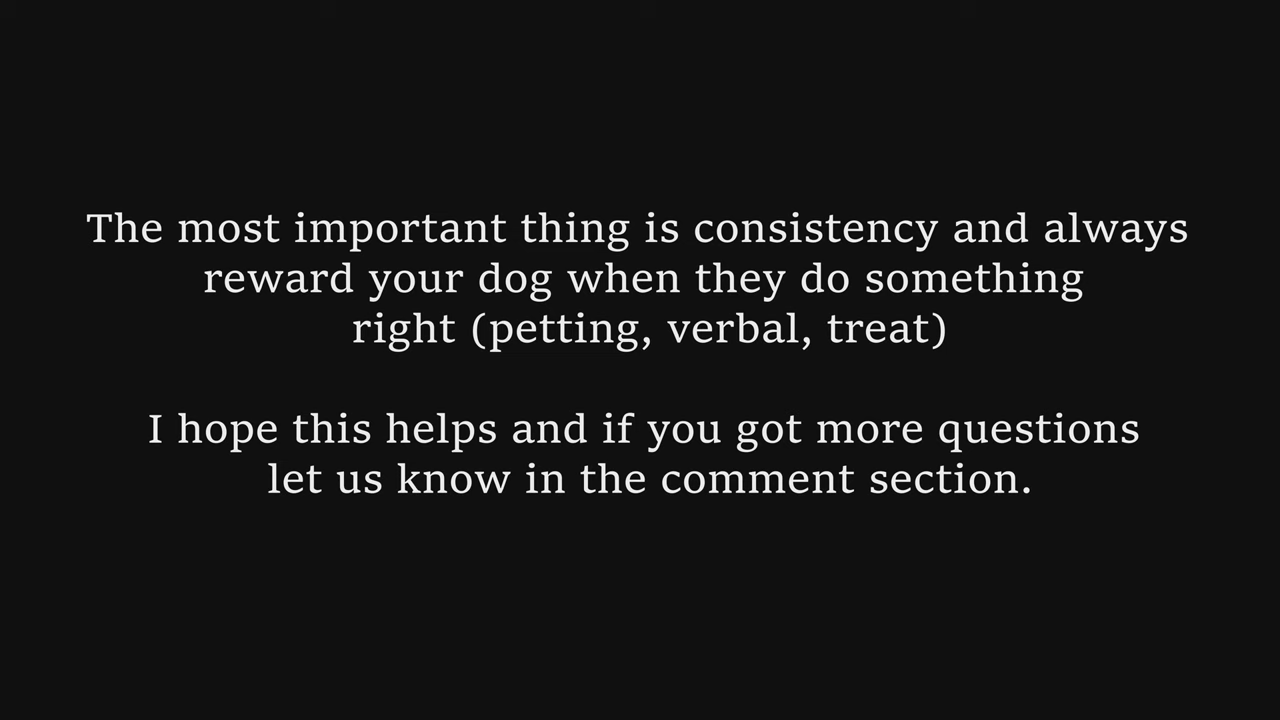 The most important thing is consistency and always
reward your dog when they do something
right (petting, verbal, treat)
I hope this helps and if you got more questions
let us know in the comment section.